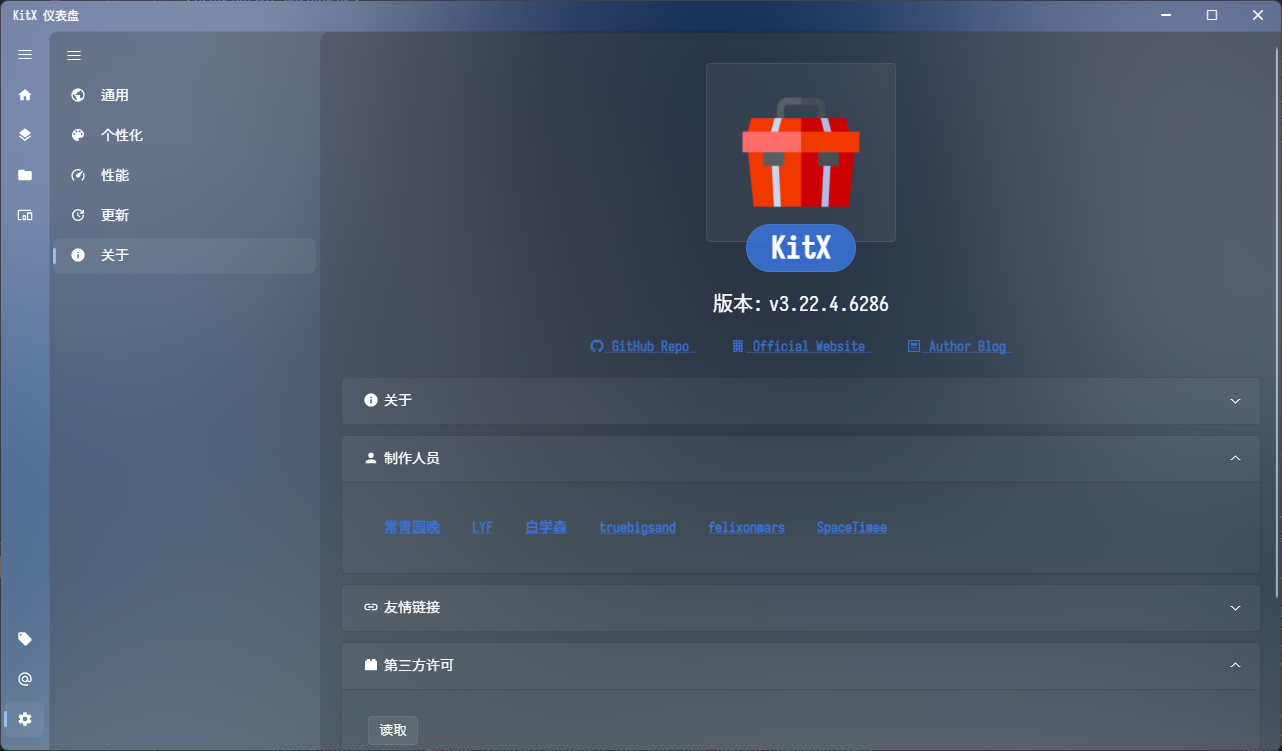 KitX 仪表盘
通用
个性化
性能
更新
关于
KitX
版本: v3.22.4.6286
GitHub Repo Official Website Author Blog
关于
制作人员
常青园晚 LYF 白学森 truebigsand felixonmars SpaceTimee
友情链接
第三方许可
读取